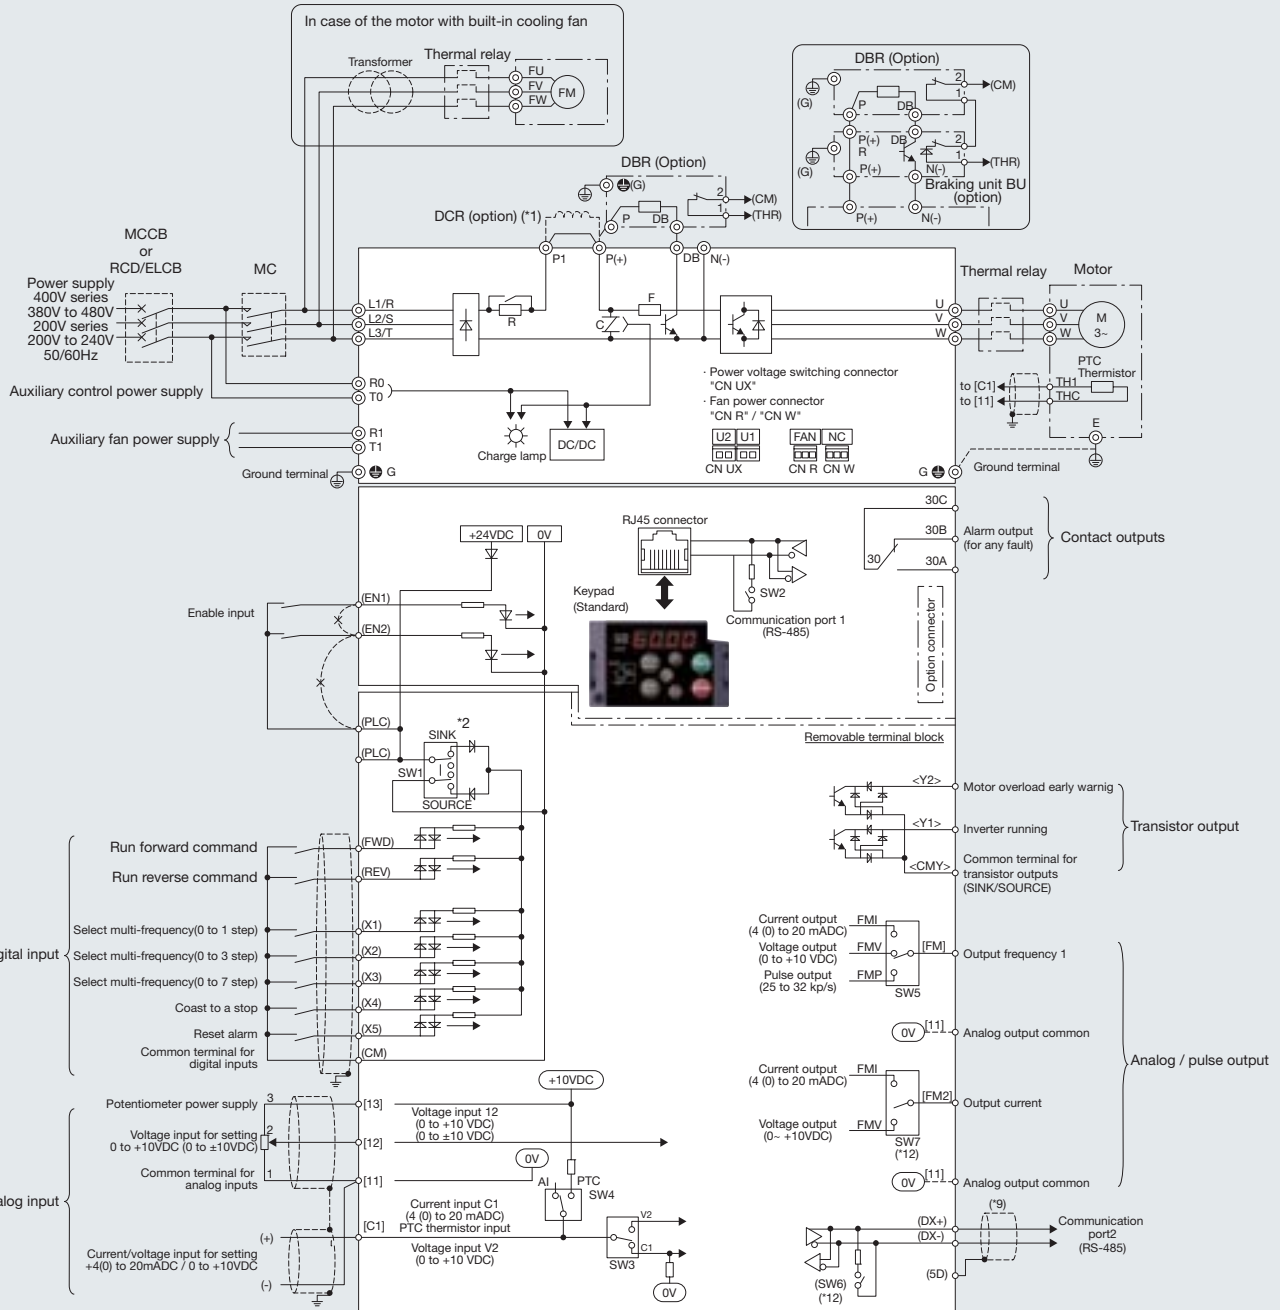 In case of the motor with built-in cooling fan
Transformer
Thermal relay
FU
FV
FW
FM
DBR (Option)
(G)
P
DB
2
1
(CM)
P(+)
R
DB
2
1
(THR)
(G)
P(+)
N(-)
Braking unit BU
(option)
P(+)
N(-)
DBR (Option)
(G)
DCR (option) (*1)
P
DB
2
1
(CM)
(THR)
P1
P(+)
DB
N(-)
MCCB
or
RCD/ELCB
MC
Power supply
400V series
380V to 480V
200V series
200V to 240V
50/60Hz
L1/R
L2/S
L3/T
R
C
F
U
V
W
Thermal relay
Motor
U
V
W
M
3~
PTC
Thermistor
to [C1]
TH1
to [11]
THC
E
Auxiliary control power supply
R0
T0
Auxiliary fan power supply
R1
T1
Ground terminal
G
Charge lamp
DC/DC
· Power voltage switching connector
"CN UX"
· Fan power connector
"CN R" / "CN W"
U2
U1
FAN
NC
CN UX
CN R
CN W
G
Ground terminal
+24VDC
0V
RJ45 connector
SW2
Keypad
(Standard)
Communication port 1
(RS-485)
60.00
30C
30B
30
30A
Alarm output
(for any fault)
Contact outputs
Option connector
Enable input
(EN1)
(EN2)
(PLC)
(PLC)
*2
SINK
SW1
SOURCE
Removable terminal block
<Y2>
Motor overload early warnig
<Y1>
Inverter running
<CMY>
Common terminal for
transistor outputs
(SINK/SOURCE)
Transistor output
gital input
Run forward command
(FWD)
Run reverse command
(REV)
Select multi-frequency(0 to 1 step)
(X1)
Select multi-frequency(0 to 3 step)
(X2)
Select multi-frequency(0 to 7 step)
(X3)
Coast to a stop
(X4)
Reset alarm
(X5)
Common terminal for
digital inputs
(CM)
Current output
(4 (0) to 20 mADC)
FMI
Voltage output
(0 to +10 VDC)
FMV
Pulse output
(25 to 32 kp/s)
FMP
SW5
[FM]
Output frequency 1
0V
[11]
Analog output common
Current output
(4 (0) to 20 mADC)
FMI
Voltage output
(0~ +10VDC)
FMV
SW7
(*12)
[FM2]
Output current
0V
[11]
Analog output common
Analog / pulse output
alog input
Potentiometer power supply
3
[13]
Voltage input for setting
0 to +10VDC (0 to ±10VDC)
2
[12]
Common terminal for
analog inputs
1
[11]
+10VDC
Voltage input 12
(0 to +10 VDC)
(0 to ±10 VDC)
0V
AI
PTC
SW4
[C1]
Current input C1
(4 (0) to 20 mADC)
PTC thermistor input
Voltage input V2
(0 to +10 VDC)
V2
C1
SW3
0V
(+)
Current/voltage input for setting
+4(0) to 20mADC / 0 to +10VDC
(-)
(*9)
(DX+)
(DX-)
(5D)
(SW6)
(*12)
Communication
port2
(RS-485)